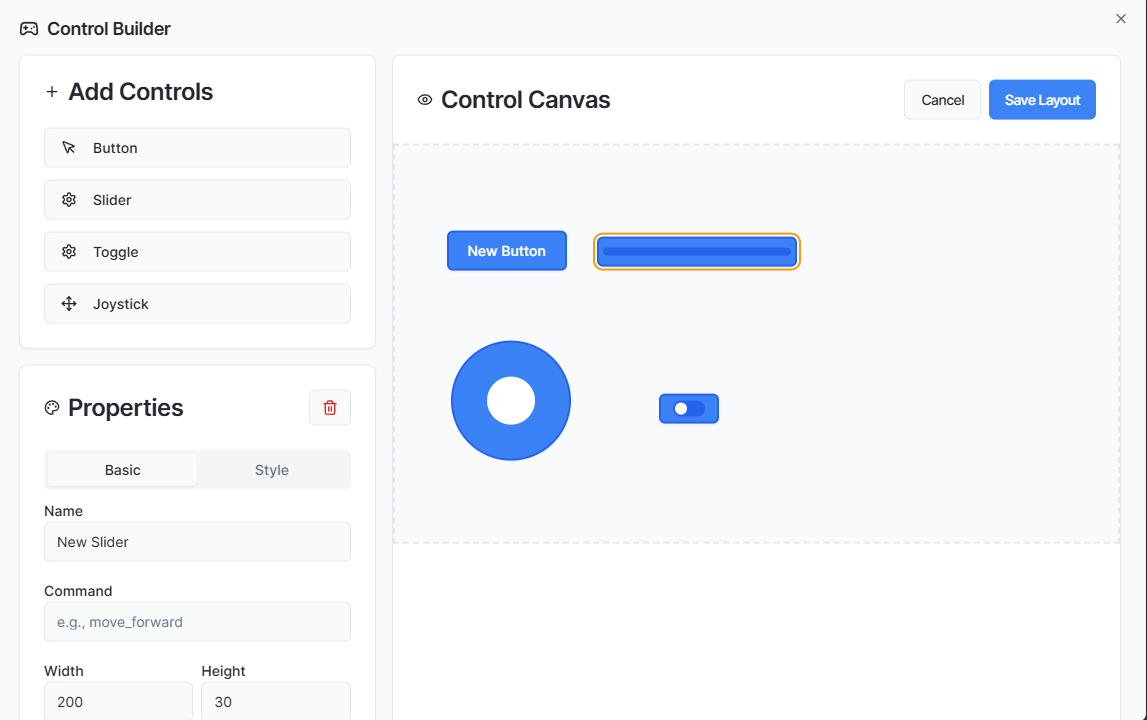 Control Builder
Add Controls
Button
Slider
Toggle
Joystick
Properties
Basic
Style
Name
New Slider
Command
e.g., move_forward
Width
Height
200
30
Control Canvas
Cancel
Save Layout
New Button